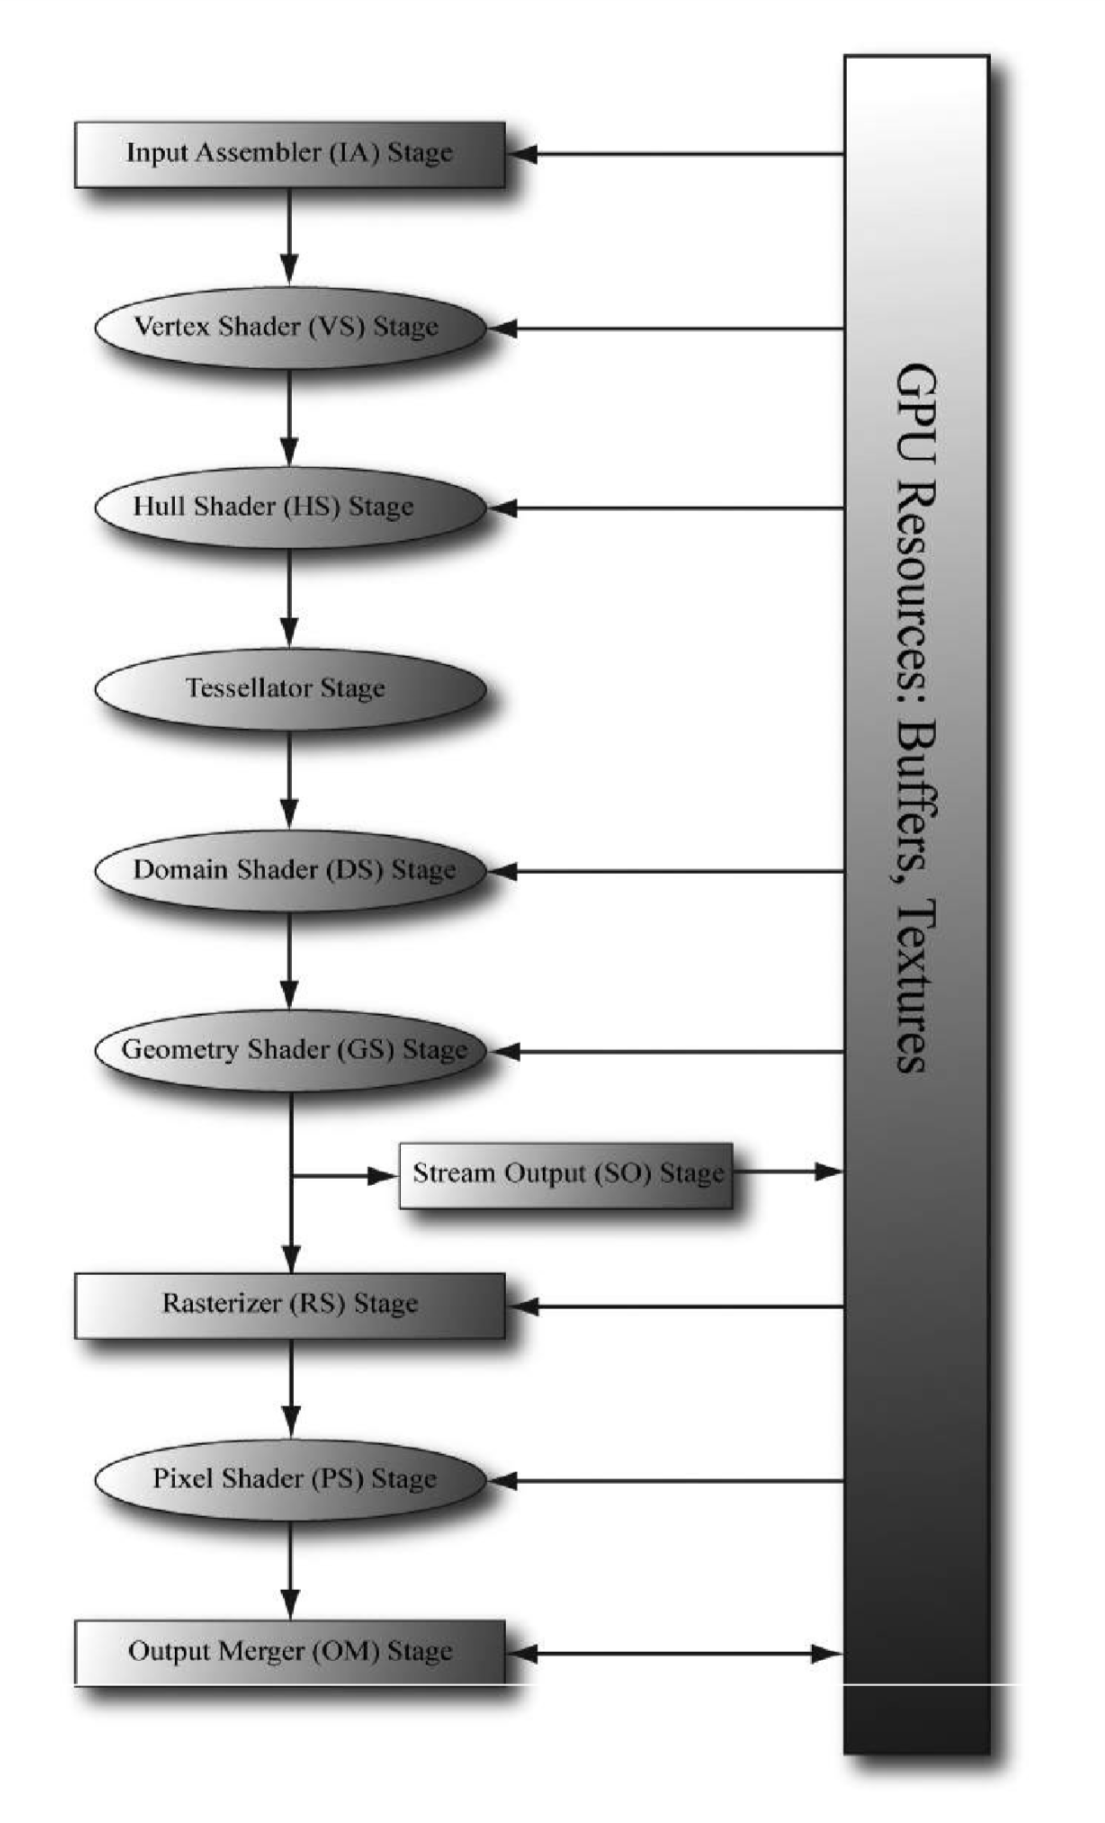 Input Assembler (IA) Stage
Vertex Shader (VS) Stage
Hull Shader (HS) Stage
Tessellator Stage
Domain Shader (DS) Stage
Geometry Shader (GS) Stage
Stream Output (SO) Stage
Rasterizer (RS) Stage
Pixel Shader (PS) Stage
Output Merger (OM) Stage
GPU Resources: Buffers, Textures